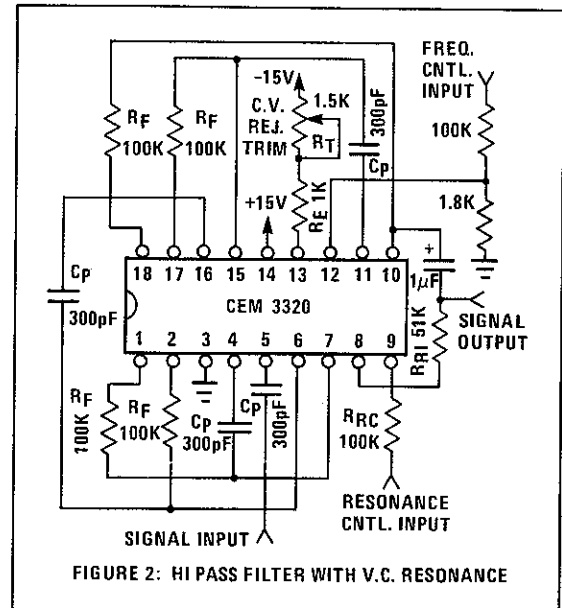 FREQ.
CNTL.
INPUT
−15V
C.V.
REJ.
TRIM
1.5K
RT
300pF
CP
100K
RF
100K
RF
100K
+15V
RE 1K
1.8K
18 17 16 15 14 13 12 11 10
CP
300pF
CEM 3320
+
1μF
SIGNAL
OUTPUT
1 2 3 4 5 6 7 8 9
RRI 51K
RF
100K
RF
100K
CP
300pF
CP
300pF
RRC
100K
RESONANCE
CNTL. INPUT
SIGNAL INPUT
FIGURE 2: HI PASS FILTER WITH V.C. RESONANCE